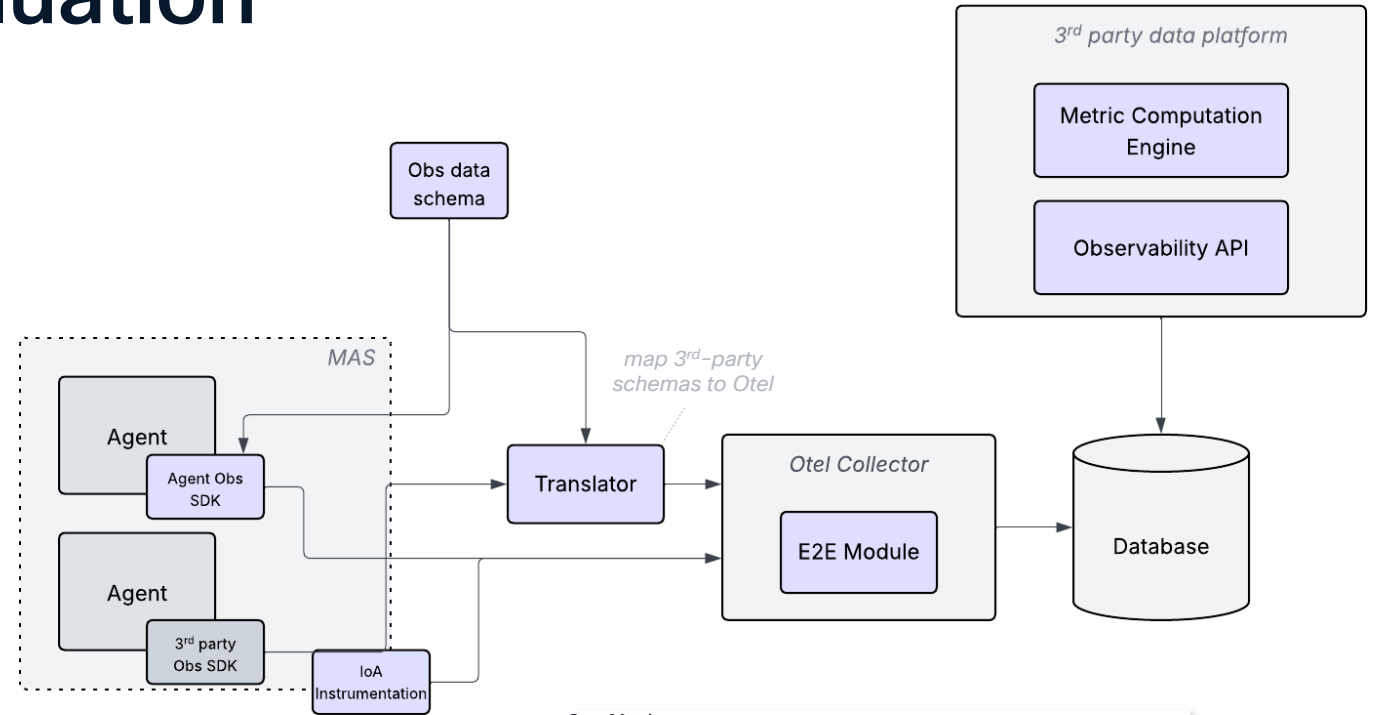 3rd party data platform
Metric Computation
Engine
Observability API
Obs data
schema
MAS
map 3rd-party
schemas to Otel
Agent
Agent Obs
SDK
Translator
Otel Collector
E2E Module
Database
Agent
3rd party
Obs SDK
IoA
Instrumentation